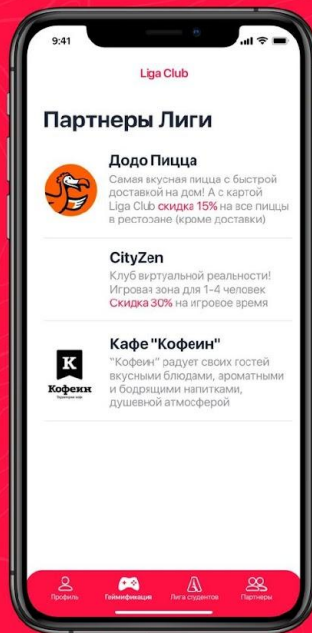 9:41
Liga Club
Партнеры Лиги
Додо Пицца
Самая вкусная пицца с быстрой
доставкой на дом! А с картой
Liga Club скидка 15% на все пиццы
в ресторане (кроме доставки)
CityZen
Клуб виртуальной реальности!
Игровая зона для 1-4 человек
Скидка 30% на игровое время
Кафе "Кофеин"
"Кофеин" радует своих гостей
вкусными блюдами, ароматными
и бодрящими напитками,
душевной атмосферой
К
Кофеин
Профиль
Геймификация
Лига студентов
Партнеры